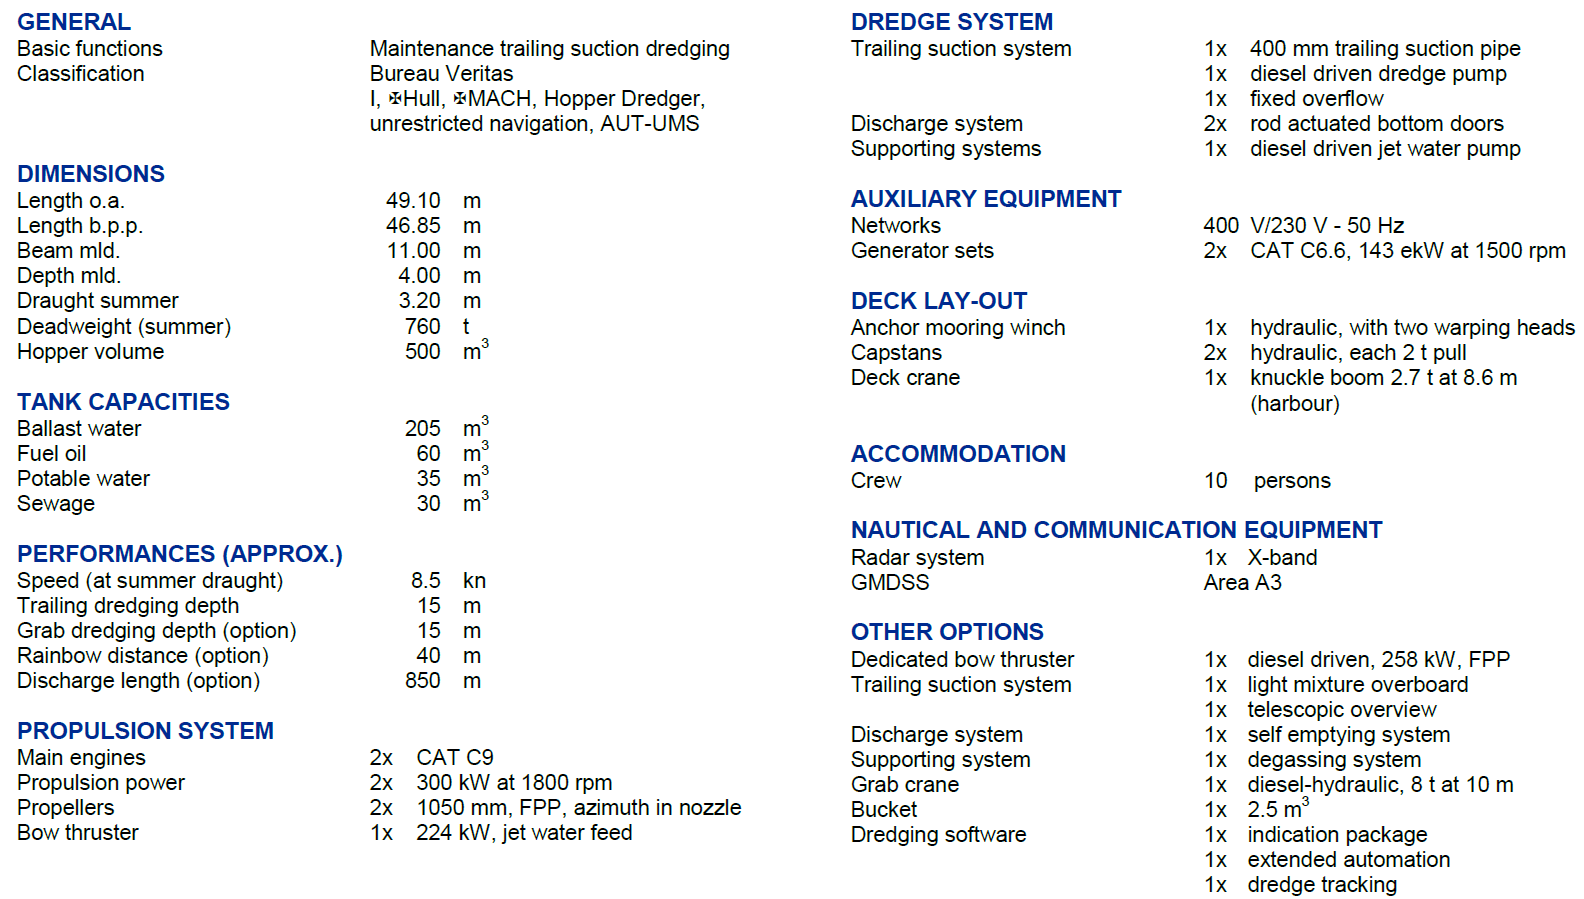 GENERAL
Basic functions Maintenance trailing suction dredging
Classification Bureau Veritas
I, ✠Hull, ✠MACH, Hopper Dredger,
unrestricted navigation, AUT-UMS
DIMENSIONS
Length o.a. 49.10 m
Length b.p.p. 46.85 m
Beam mld. 11.00 m
Depth mld. 4.00 m
Draught summer 3.20 m
Deadweight (summer) 760 t
Hopper volume 500 m³
TANK CAPACITIES
Ballast water 205 m³
Fuel oil 60 m³
Potable water 35 m³
Sewage 30 m³
PERFORMANCES (APPROX.)
Speed (at summer draught) 8.5 kn
Trailing dredging depth 15 m
Grab dredging depth (option) 15 m
Rainbow distance (option) 40 m
Discharge length (option) 850 m
PROPULSION SYSTEM
Main engines 2x CAT C9
Propulsion power 2x 300 kW at 1800 rpm
Propellers 2x 1050 mm, FPP, azimuth in nozzle
Bow thruster 1x 224 kW, jet water feed
DREDGE SYSTEM
Trailing suction system 1x 400 mm trailing suction pipe
1x diesel driven dredge pump
1x fixed overflow
Discharge system 2x rod actuated bottom doors
Supporting systems 1x diesel driven jet water pump
AUXILIARY EQUIPMENT
Networks 400 V/230 V - 50 Hz
Generator sets 2x CAT C6.6, 143 ekW at 1500 rpm
DECK LAY-OUT
Anchor mooring winch 1x hydraulic, with two warping heads
Capstans 2x hydraulic, each 2 t pull
Deck crane 1x knuckle boom 2.7 t at 8.6 m
(harbour)
ACCOMMODATION
Crew 10 persons
NAUTICAL AND COMMUNICATION EQUIPMENT
Radar system 1x X-band
GMDSS Area A3
OTHER OPTIONS
Dedicated bow thruster 1x diesel driven, 258 kW, FPP
Trailing suction system 1x light mixture overboard
1x telescopic overview
Discharge system 1x self emptying system
Supporting system 1x degassing system
Grab crane 1x diesel-hydraulic, 8 t at 10 m
Bucket 1x 2.5 m³
Dredging software 1x indication package
1x extended automation
1x dredge tracking